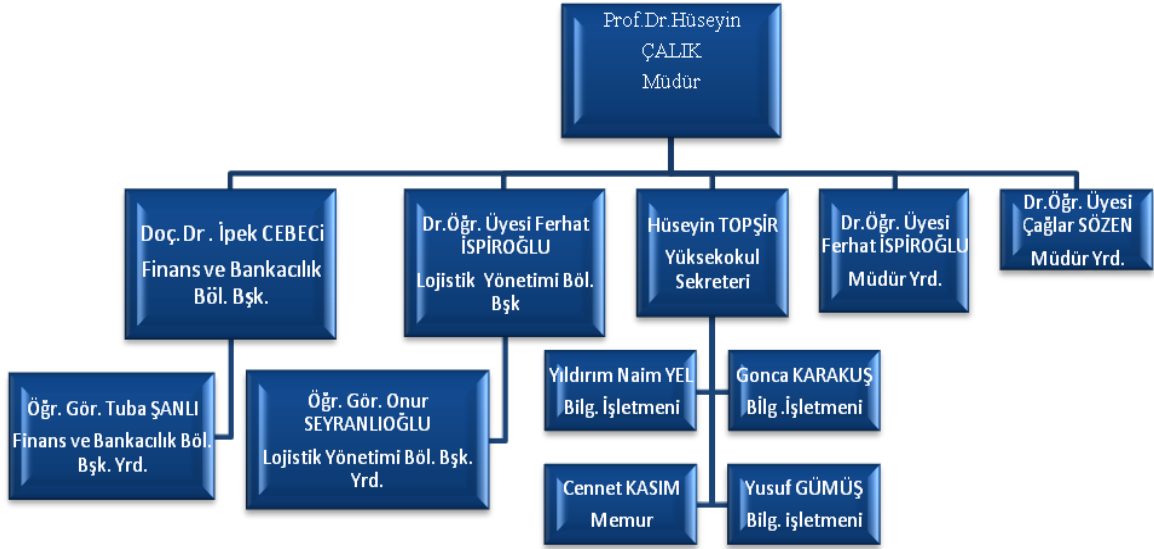 Prof.Dr.Hüseyin
ÇALIK
Müdür
Doç.Dr . İpek CEBECi
Finans ve Bankacılık
Böl. Bşk.
Dr.Öğr. Üyesi Ferhat
İSPİROĞLU
Lojistik Yönetimi Böl.
Bşk
Hüseyin TOPŞİR
Yüksekokul
Sekreteri
Dr.Öğr. Üyesi
Ferhat İSPİROĞLU
Müdür Yrd.
Dr.Öğr. Üyesi
Çağlar SÖZEN
Müdür Yrd.
Öğr. Gör. Tuba ŞANLI
Finans ve Bankacılık Böl.
Bşk. Yrd.
Öğr. Gör. Onur
SEYRANLIOĞLU
Lojistik Yönetimi Böl. Bşk.
Yrd.
Yıldırım Naim YEL
Bilg. İşletmeni
Gonca KARAKUŞ
Bilg .İşletmeni
Cennet KASIM
Memur
Yusuf GÜMÜŞ
Bilg. işletmeni